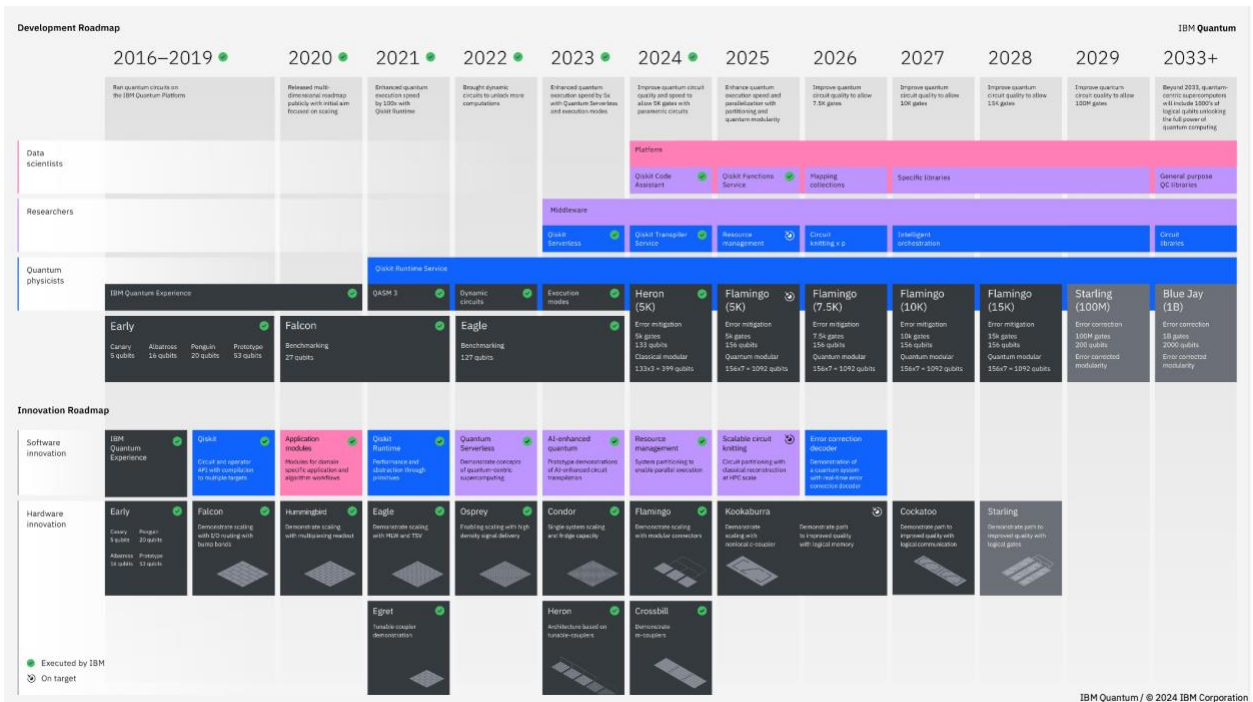 Development Roadmap
IBM Quantum
2016–2019
2020
2021
2022
2023
2024
2025
2026
2027
2028
2029
2033+
Ran quantum circuits on
the IBM Quantum Platform
Released multi-
dimensional roadmap
publicly with initial aim
focused on scaling
Enhanced quantum
execution speed
by 100x with
Qiskit Runtime
Brought dynamic
circuits to unlock more
computations
Enhanced quantum
execution speed by 5x
with Quantum Serverless
and execution modes
Improve quantum circuit
quality and speed to
allow 5K gates with
parametric circuits
Enhance quantum
execution speed and
parallelization with
partitioning and
quantum modularity
Improve quantum
circuit quality to allow
7.5K gates
Improve quantum
circuit quality to allow
10K gates
Improve quantum
circuit quality to allow
15K gates
Improve quantum
circuit quality to allow
100M gates
Beyond 2033, quantum-
centric supercomputers
will include 1000's of
logical qubits unlocking
the full power of
quantum computing
Data
scientists
Platform
Qiskit Code
Assistant
Qiskit Functions
Service
Mapping
collections
Specific libraries
General purpose
QC libraries
Researchers
Middleware
Qiskit
Serverless
Qiskit Transpiler
Service
Resource
management
Circuit
knitting x p
Intelligent
orchestration
Circuit
libraries
Quantum
physicists
Qiskit Runtime Service
IBM Quantum Experience
QASM 3
Dynamic
circuits
Execution
modes
Heron
(5K)
Error mitigation
5k gates
133 qubits
Classical modular
133x3 = 399 qubits
Flamingo
(5K)
Error mitigation
5k gates
156 qubits
Quantum modular
156x7 = 1092 qubits
Flamingo
(7.5K)
Error mitigation
7.5k gates
156 qubits
Quantum modular
156x7 = 1092 qubits
Flamingo
(10K)
Error mitigation
10k gates
156 qubits
Quantum modular
156x7 = 1092 qubits
Flamingo
(15K)
Error mitigation
15k gates
156 qubits
Quantum modular
156x7 = 1092 qubits
Starling
(100M)
Error correction
100M gates
200 qubits
Error corrected
modularity
Blue Jay
(1B)
Error correction
1B gates
2000 qubits
Error corrected
modularity
Early
Canary
5 qubits
Albatross
16 qubits
Penguin
20 qubits
Prototype
53 qubits
Falcon
Benchmarking
27 qubits
Eagle
Benchmarking
127 qubits
Innovation Roadmap
Software
innovation
IBM
Quantum
Experience
Qiskit
Circuit and operator
API with compilation
to multiple targets
Application
modules
Modules for domain
specific application and
algorithm workflows
Qiskit
Runtime
Performance and
abstraction through
primitives
Quantum
Serverless
Demonstrate concepts
of quantum-centric
supercomputing
AI-enhanced
quantum
Prototype demonstrations
of AI-enhanced circuit
transpilation
Resource
management
System partitioning to
enable parallel execution
Scalable circuit
knitting
Circuit partitioning with
classical reconstruction
at HPC scale
Error correction
decoder
Demonstration of
a quantum system
with real-time error
correction decoder
Hardware
innovation
Early
Canary
5 qubits
Penguin
20 qubits
Albatross
16 qubits
Prototype
53 qubits
Falcon
Demonstrate scaling
with I/O routing with
bump bonds
Hummingbird
Demonstrate scaling
with multiplexing readout
Eagle
Demonstrate scaling
with MLW and TSV
Osprey
Enabling scaling with high
density signal delivery
Condor
Single system scaling
and fridge capacity
Flamingo
Demonstrate scaling
with modular connectors
Kookaburra
Demonstrate
scaling with
nonlocal c-coupler
Demonstrate path
to improved quality
with logical memory
Cockatoo
Demonstrate path to
improved quality with
logical communication
Starling
Demonstrate path to
improved quality with
logical gates
Egret
Tunable coupler
demonstration
Heron
Architecture based on
tunable-couplers
Crossbill
Demonstrate
m-couplers
Executed by IBM
On target
IBM Quantum / © 2024 IBM Corporation